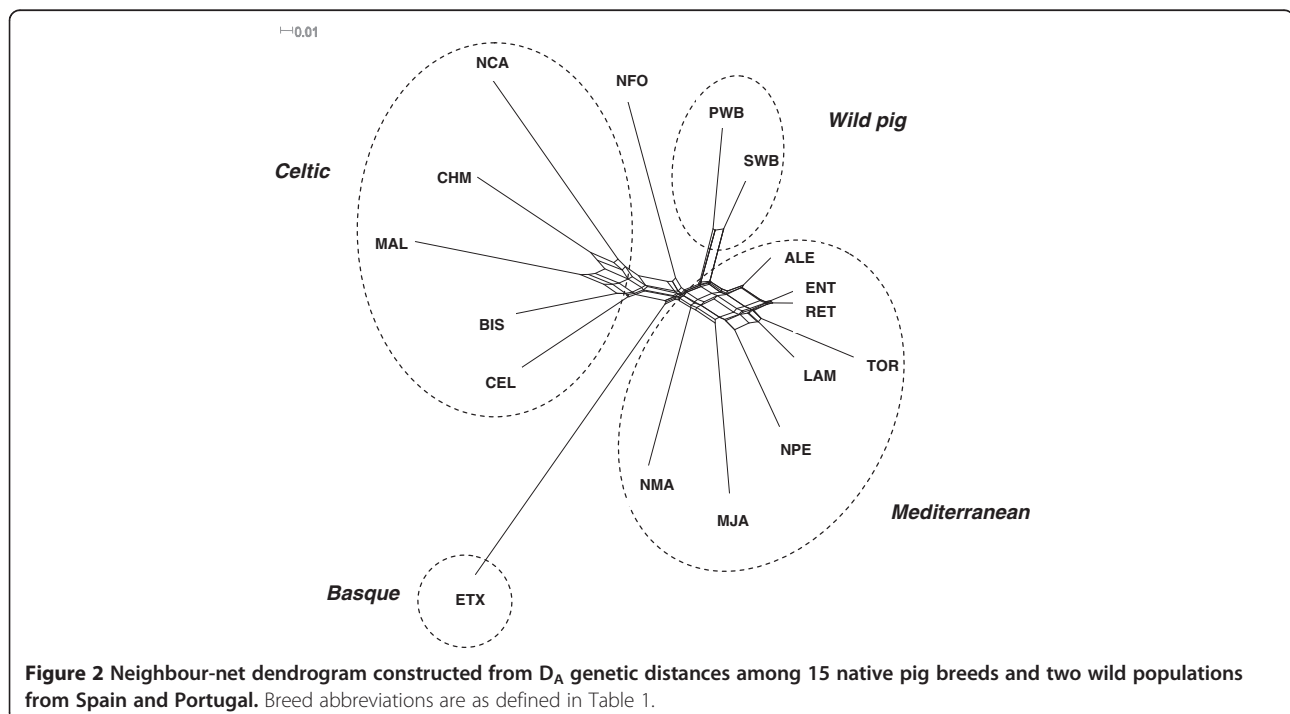 0.01
NCA
NFO
PWB
Wild pig
SWB
Celtic
CHM
MAL
ALE
ENT
RET
BIS
TOR
LAM
CEL
NPE
NMA
Mediterranean
MJA
Basque
ETX
Figure 2 Neighbour-net dendrogram constructed from DA genetic distances among 15 native pig breeds and two wild populations
from Spain and Portugal. Breed abbreviations are as defined in Table 1.